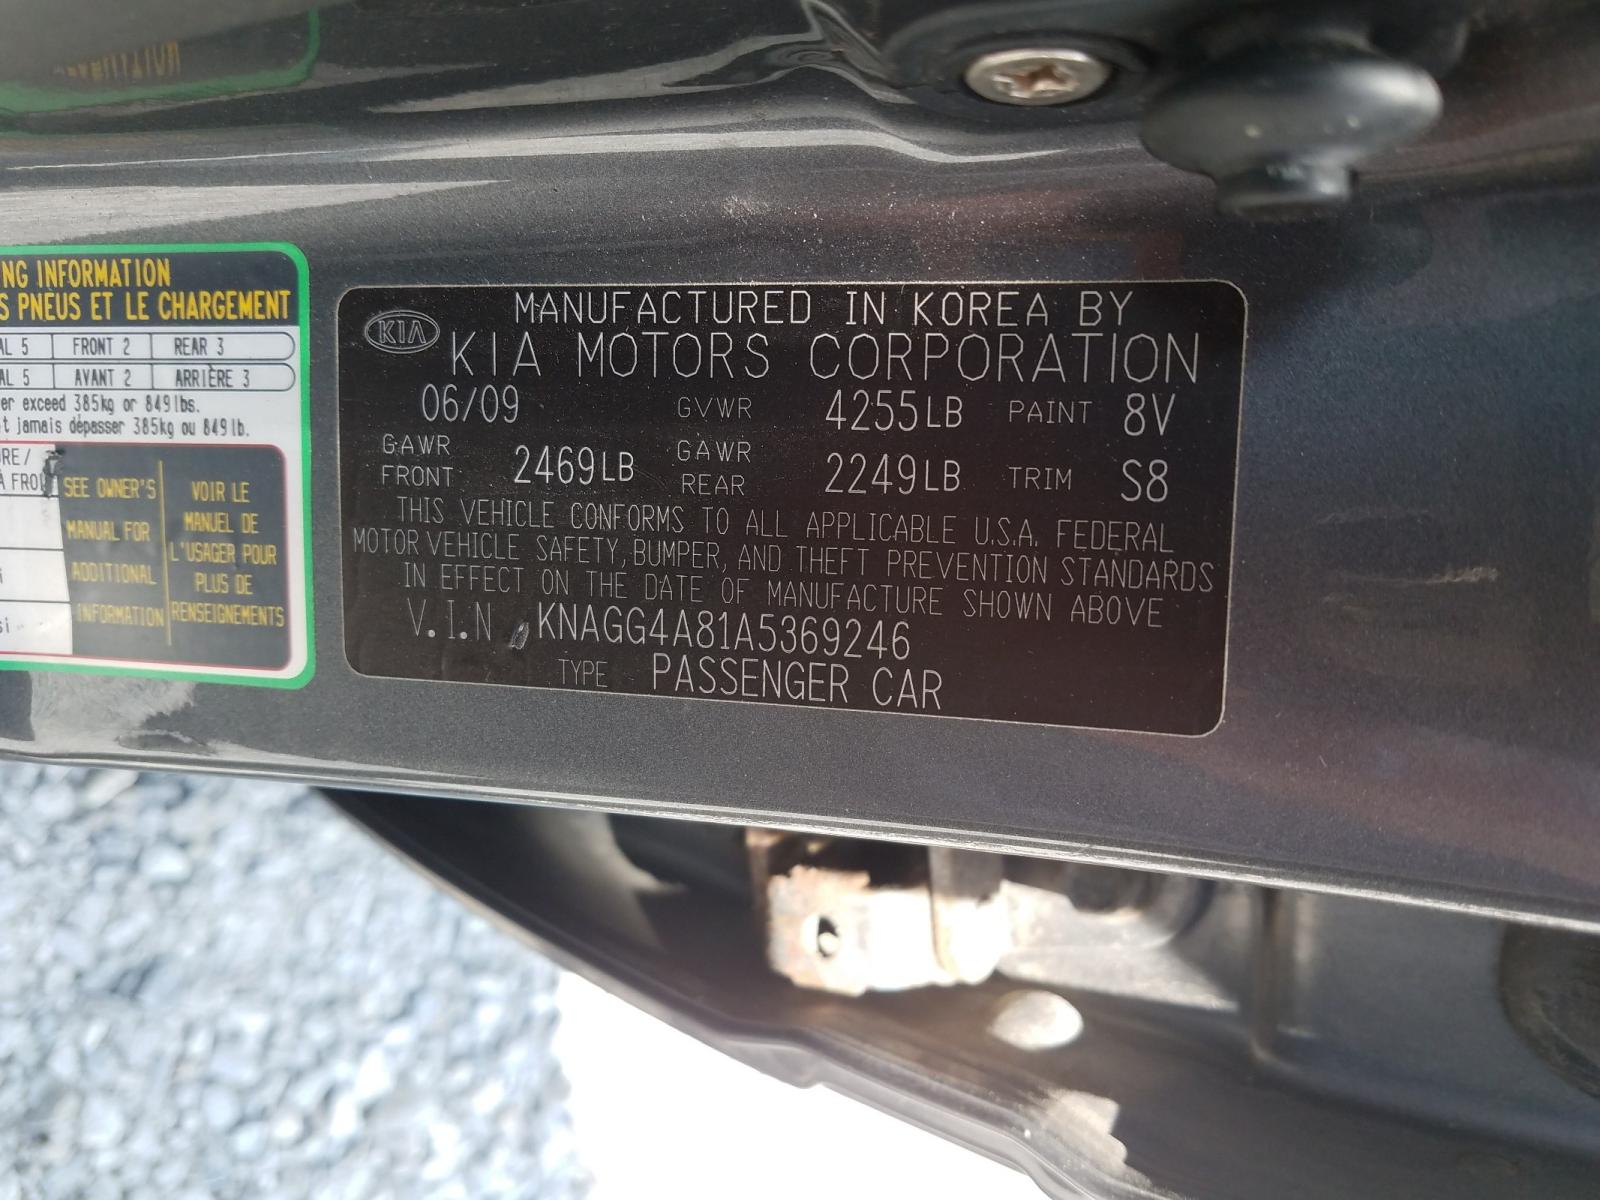 NG INFORMATION
S PNEUS ET LE CHARGEMENT
AL 5 FRONT 2 REAR 3
AL 5 AVANT 2 ARRIÈRE 3
er exceed 385kg or 849lbs.
t jamais dépasser 385kg ou 849lb.
RE/
À FROI
SEE OWNER'S
MANUAL FOR
ADDITIONAL
INFORMATION
VOIR LE
MANUEL DE
L'USAGER POUR
PLUS DE
RENSEIGNEMENTS
si
KIA
MANUFACTURED IN KOREA BY
KIA MOTORS CORPORATION
06/09 GVWR 4255LB PAINT 8V
GAWR FRONT 2469LB GAWR REAR 2249LB TRIM S8
THIS VEHICLE CONFORMS TO ALL APPLICABLE U.S.A. FEDERAL
MOTOR VEHICLE SAFETY, BUMPER, AND THEFT PREVENTION STANDARDS
IN EFFECT ON THE DATE OF MANUFACTURE SHOWN ABOVE
V.I.N KNAGG4A81A5369246
TYPE PASSENGER CAR